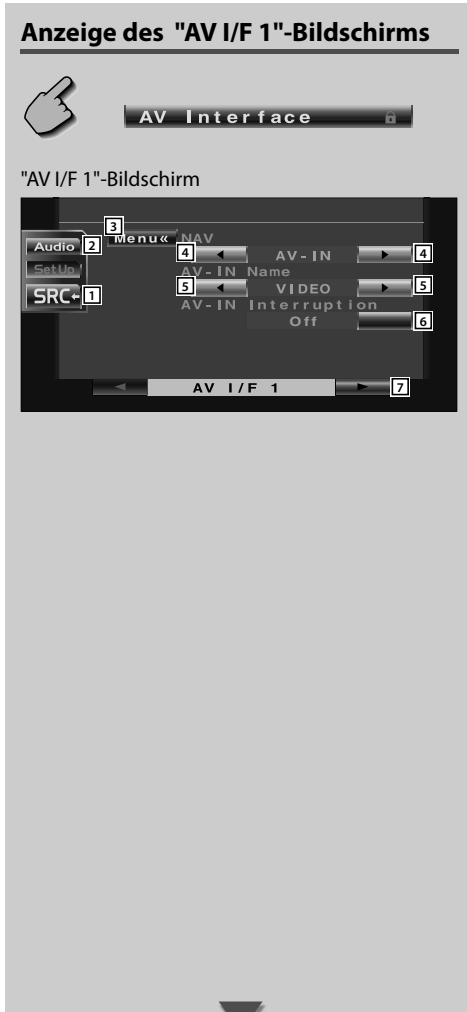 Anzeige des "AV I/F 1"-Bildschirms
AV Interface
"AV I/F 1"-Bildschirm
3
Menu« NAV
Audio 2
4 ◄ AV-IN ► 4
SetUp
AV-IN Name
SRC 1
5 ◄ VIDEO ► 5
AV-IN Interruption
Off 6
◄ AV I/F 1 ► 7